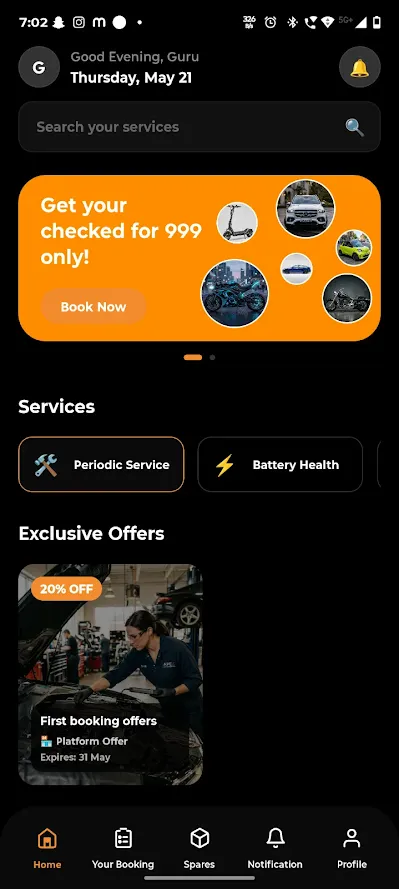 7:02
326
B/s
5G+
G
Good Evening, Guru
Thursday, May 21
Search your services
Get your
checked for 999
only!
Book Now
Services
Periodic Service
Battery Health
Exclusive Offers
20% OFF
First booking offers
Platform Offer
Expires: 31 May
Home
Your Booking
Spares
Notification
Profile